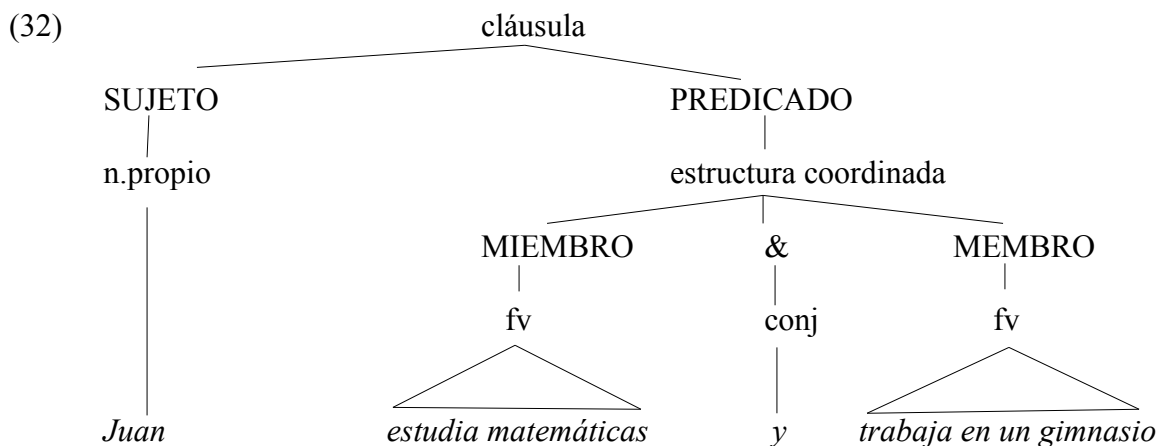 (32) cláusula
SUJETO PREDICADO
n.propio estructura coordinada
MIEMBRO & MEMBRO
fv conj fv
Juan estudia matemáticas y trabaja en un gimnasio